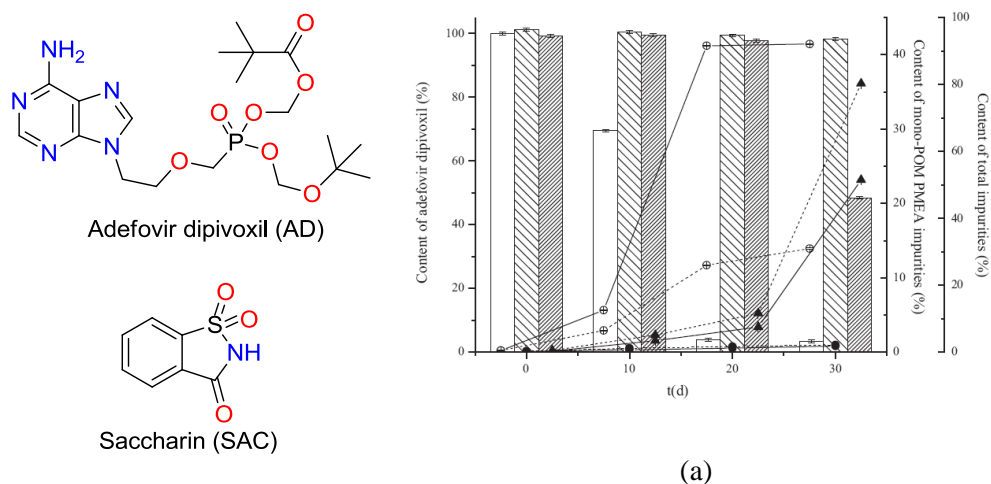 NH2
N
N
N
N
O
O
O
P
O
O
O
O
Adefovir dipivoxil (AD)
O
O
S
NH
O
Saccharin (SAC)
Content of adefovir dipivoxil (%)
100
80
60
40
20
0
0
10
20
30
t(d)
40
30
20
10
0
Content of mono-POM PMEA
impurities (%)
100
80
60
40
20
0
Content of total impurities
(%)
(a)